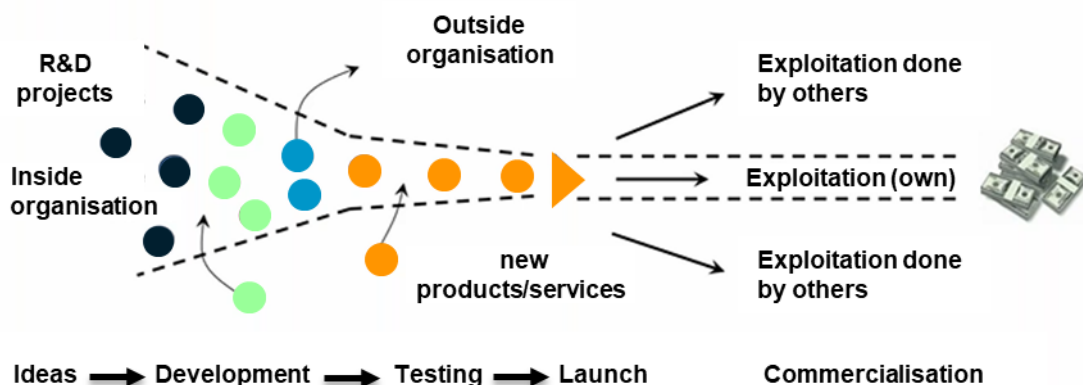 Outside
organisation
R&D
projects
Exploitation done
by others
Inside
organisation
Exploitation (own)
new
products/services
Exploitation done
by others
Ideas Development Testing Launch Commercialisation